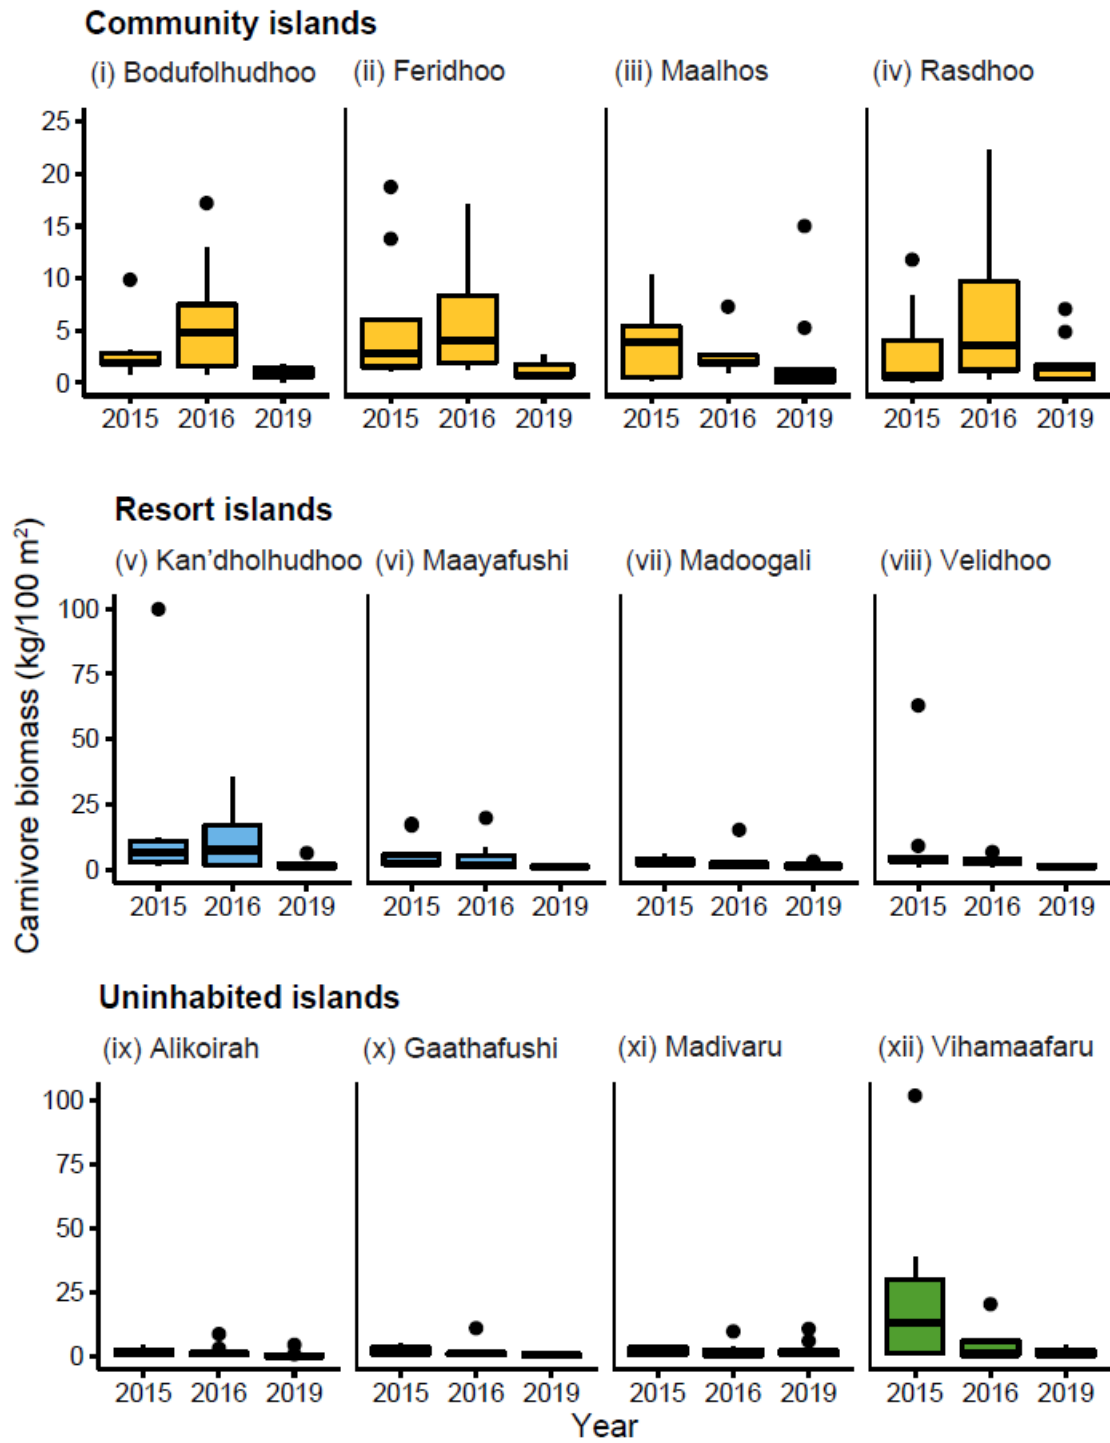 Community islands
(i) Bodufolhudhoo (ii) Feridhoo (iii) Maalhos (iv) Rasdhoo
25
20
15
10
5
0
2015 2016 2019 2015 2016 2019 2015 2016 2019 2015 2016 2019
Carnivore biomass (kg/100 m²)
Resort islands
(v) Kan'dholhudhoo (vi) Maayafushi (vii) Madoogali (viii) Velidhoo
100
75
50
25
0
2015 2016 2019 2015 2016 2019 2015 2016 2019 2015 2016 2019
Uninhabited islands
(ix) Alikoirah (x) Gaathafushi (xi) Madivaru (xii) Vihamaafaru
100
75
50
25
0
2015 2016 2019 2015 2016 2019 2015 2016 2019 2015 2016 2019
Year